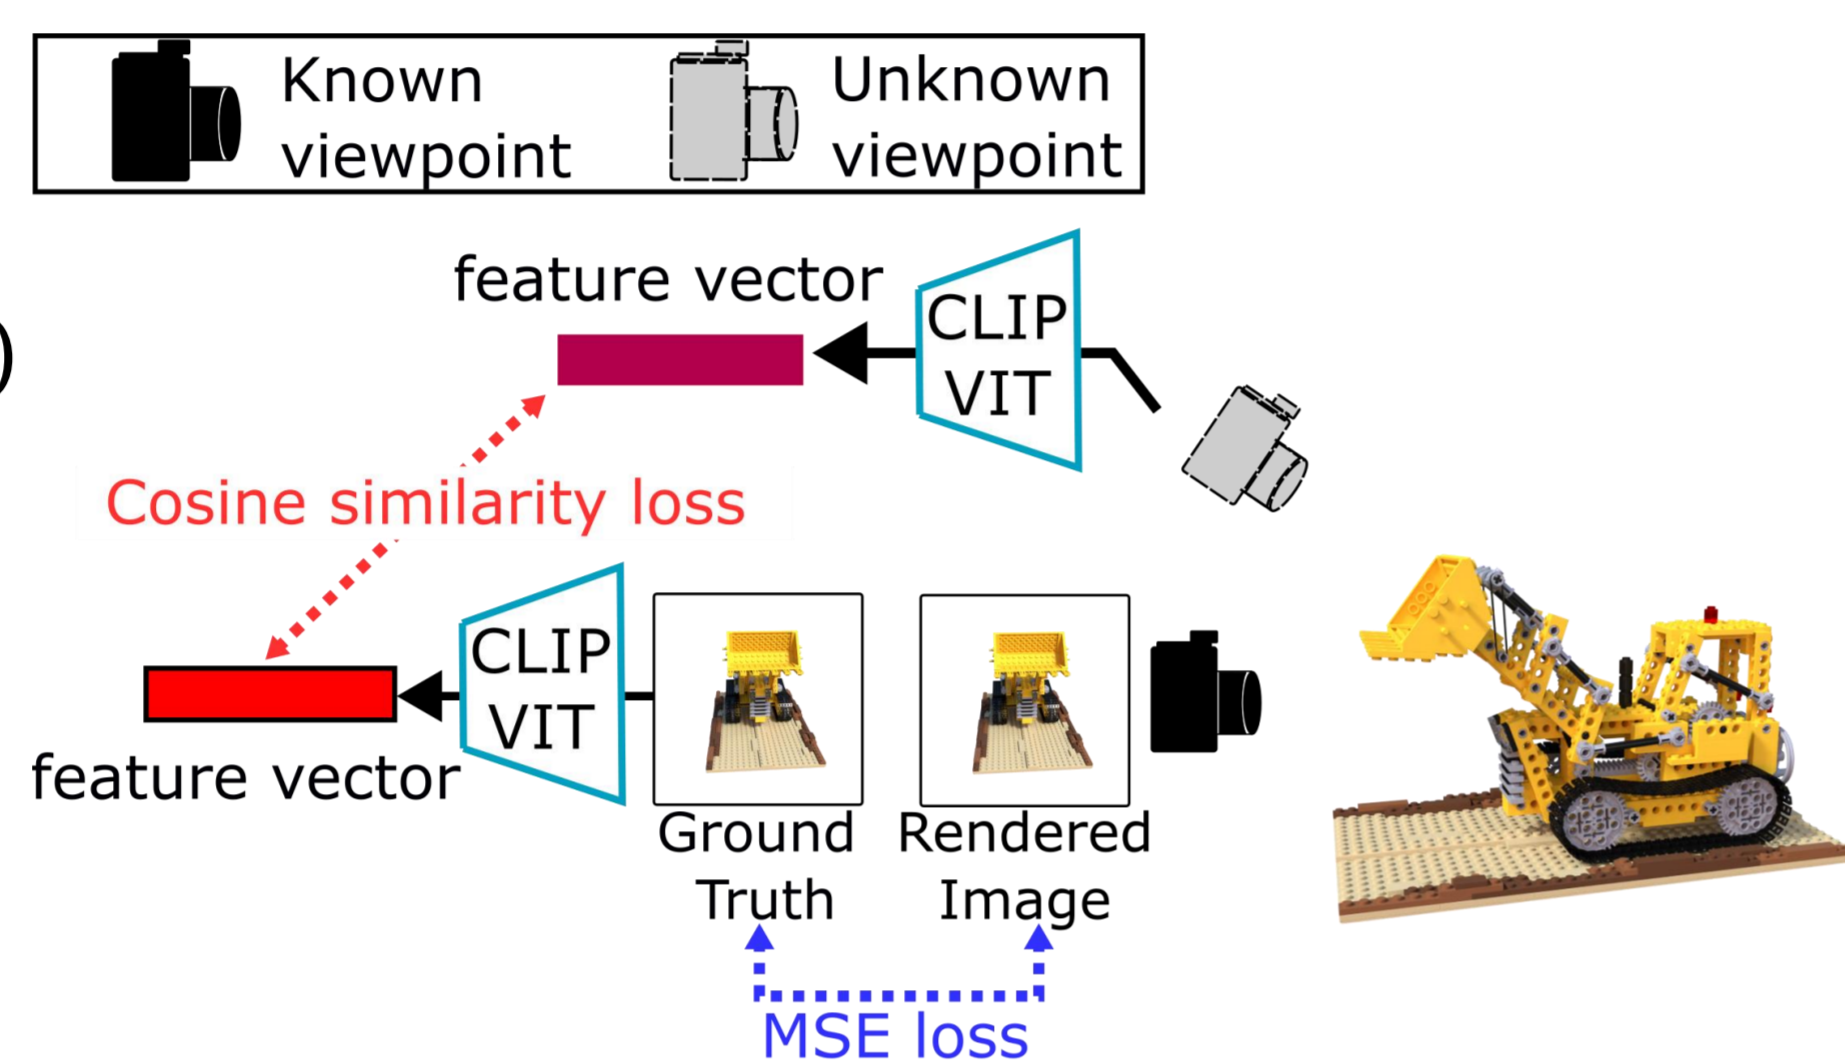 Known
viewpoint
Unknown
viewpoint
)
feature vector
CLIP
VIT
Cosine similarity loss
CLIP
VIT
feature vector
Ground
Truth
Rendered
Image
MSE loss